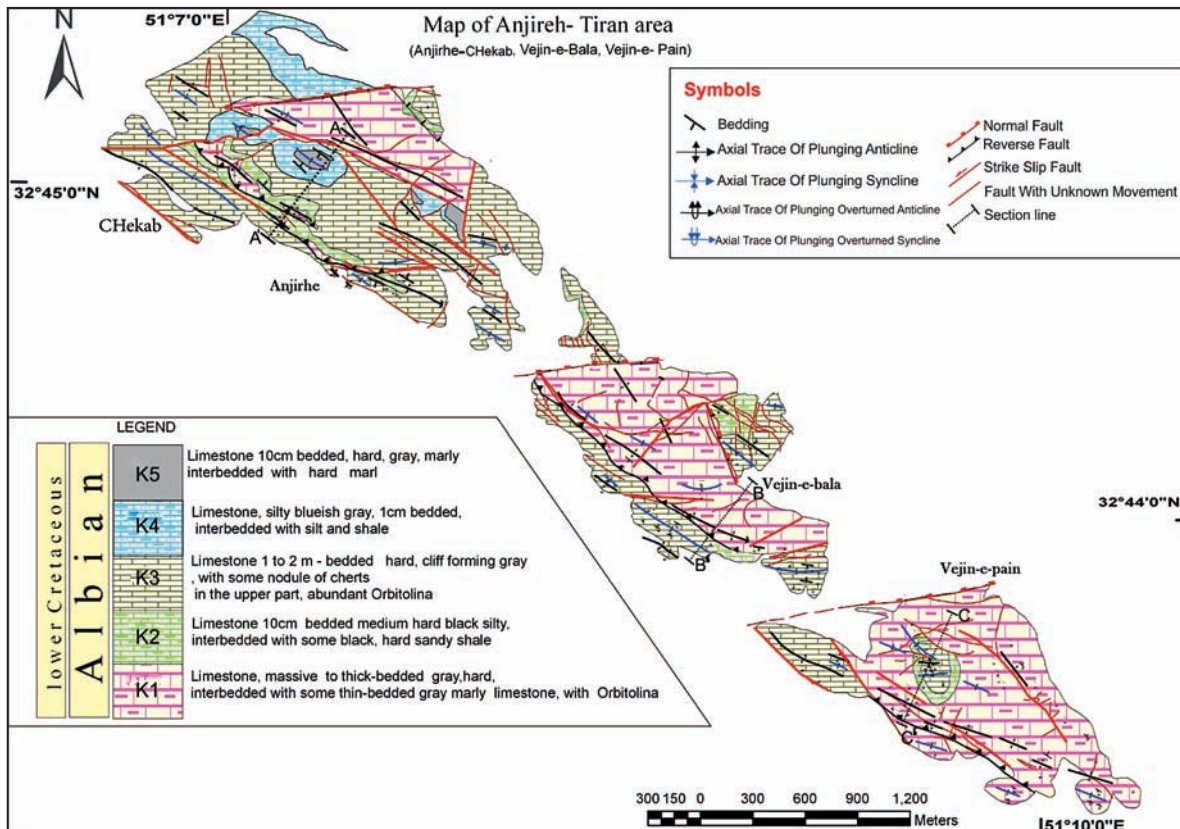 N
51°7'0"E
Map of Anjireh- Tiran area
(Anjirhe-CHekab, Vejin-e-Bala, Vejin-e- Pain)
Symbols
Bedding
Axial Trace Of Plunging Anticline
Axial Trace Of Plunging Syncline
Axial Trace Of Plunging Overturned Anticline
Axial Trace Of Plunging Overturned Syncline
Normal Fault
Reverse Fault
Strike Slip Fault
Fault With Unknown Movement
Section line
A
32°45'0"N
CHekab
A
Anjirhe
Vejin-e-bala
B
32°44'0"N
B
Vejin-e-pain
C
C'
LEGEND
lower Cretaceous
Albian
K5
Limestone 10cm bedded, hard, gray, marly
interbedded with hard marl
K4
Limestone, silty blueish gray, 1cm bedded,
interbedded with silt and shale
K3
Limestone 1 to 2 m - bedded hard, cliff forming gray
, with some nodule of cherts
in the upper part, abundant Orbitolina
K2
Limestone 10cm bedded medium hard black silty,
interbedded with some black, hard sandy shale
K1
Limestone, massive to thick-bedded gray,hard,
interbedded with some thin-bedded gray marly limestone, with Orbitolina
300 150 0 300 600 900 1,200
Meters
51°10'0"E